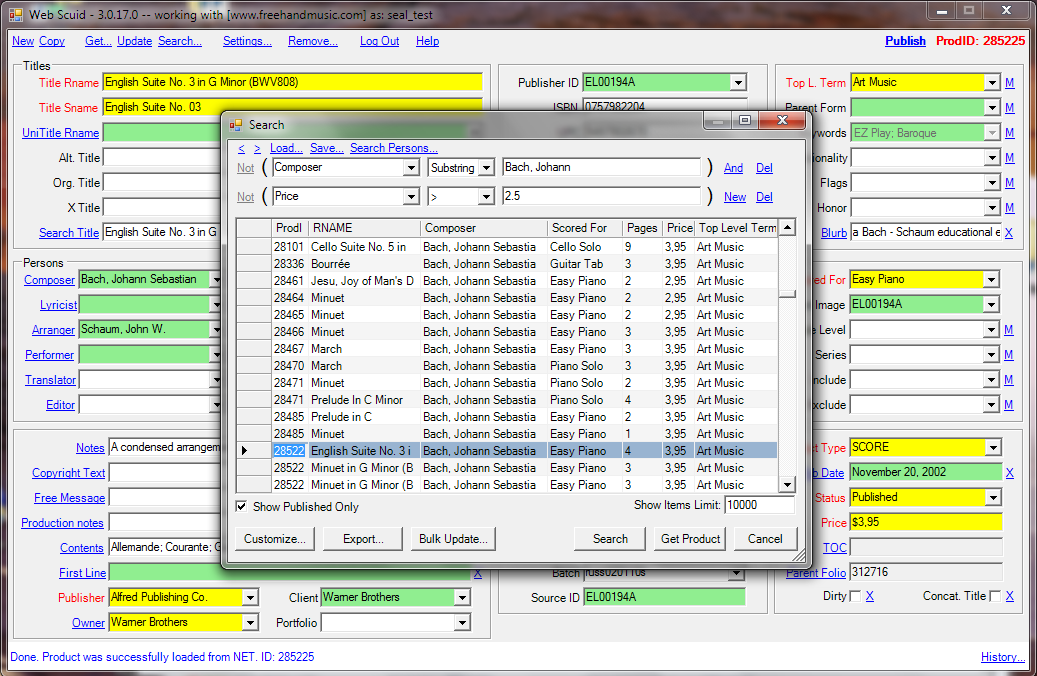 Web Scuid - 3.0.17.0 -- working with [www.freehandmusic.com] as: seal_test
New Copy Get... Update Search... Settings... Remove... Log Out Help Publish ProdID: 285225
Titles
Title Rname English Suite No. 3 in G Minor (BWV808)
Title Sname English Suite No. 03
UniTitle Rname
Alt. Title
Org. Title
X Title
Search Title English Suite No. 3 in G
Publisher ID EL00194A
ISBN 0757982204
Top L. Term Art Music M
Parent Form M
ywords EZ Play; Baroque M
ionality M
Flags M
Honor M
Blurb a Bach - Schaum educational e X
Search
< > Load... Save... Search Persons...
Not ( Composer Substring Bach, Johann ) And Del
Not ( Price > 2.5 ) New Del
ProdI RNAME Composer Scored For Pages Price Top Level Term
28101 Cello Suite No. 5 in Bach, Johann Sebastia Cello Solo 9 3,95 Art Music
28336 Bourrée Bach, Johann Sebastia Guitar Tab 3 3,95 Art Music
28461 Jesu, Joy of Man's D Bach, Johann Sebastia Easy Piano 2 2,95 Art Music
28464 Minuet Bach, Johann Sebastia Easy Piano 2 2,95 Art Music
28465 Minuet Bach, Johann Sebastia Easy Piano 2 3,95 Art Music
28466 Minuet Bach, Johann Sebastia Easy Piano 3 3,95 Art Music
28467 March Bach, Johann Sebastia Easy Piano 3 3,95 Art Music
28470 March Bach, Johann Sebastia Piano Solo 3 3,95 Art Music
28471 Minuet Bach, Johann Sebastia Piano Solo 2 3,95 Art Music
28471 Prelude In C Minor Bach, Johann Sebastia Piano Solo 4 3,95 Art Music
28485 Prelude in C Bach, Johann Sebastia Easy Piano 2 3,95 Art Music
28485 Minuet Bach, Johann Sebastia Easy Piano 1 3,95 Art Music
28522 English Suite No. 3 i Bach, Johann Sebastia Easy Piano 4 3,95 Art Music
28522 Minuet in G Minor (B Bach, Johann Sebastia Easy Piano 3 3,95 Art Music
28522 Minuet in G Minor (B Bach, Johann Sebastia Easy Piano 3 3,95 Art Music
Show Published Only Show Items Limit: 10000
Customize... Export... Bulk Update... Search Get Product Cancel
Persons
Composer Bach, Johann Sebastian
Lyricist
Arranger Schaum, John W.
Performer
Translator
Editor
ed For Easy Piano
Image EL00194A
e Level M
Series M
nclude M
xclude M
Notes A condensed arrangem
Copyright Text
Free Message
Production notes
Contents Allemande; Courante; G
First Line X
Publisher Alfred Publishing Co. Client Warner Brothers
Owner Warner Brothers Portfolio
Batch russ020110s
Source ID EL00194A
ct Type SCORE
b Date November 20, 2002 X
Status Published
Price $3,95
TOC
Parent Folio 312716
Dirty X Concat. Title X
Done. Product was successfully loaded from NET. ID: 285225 History...